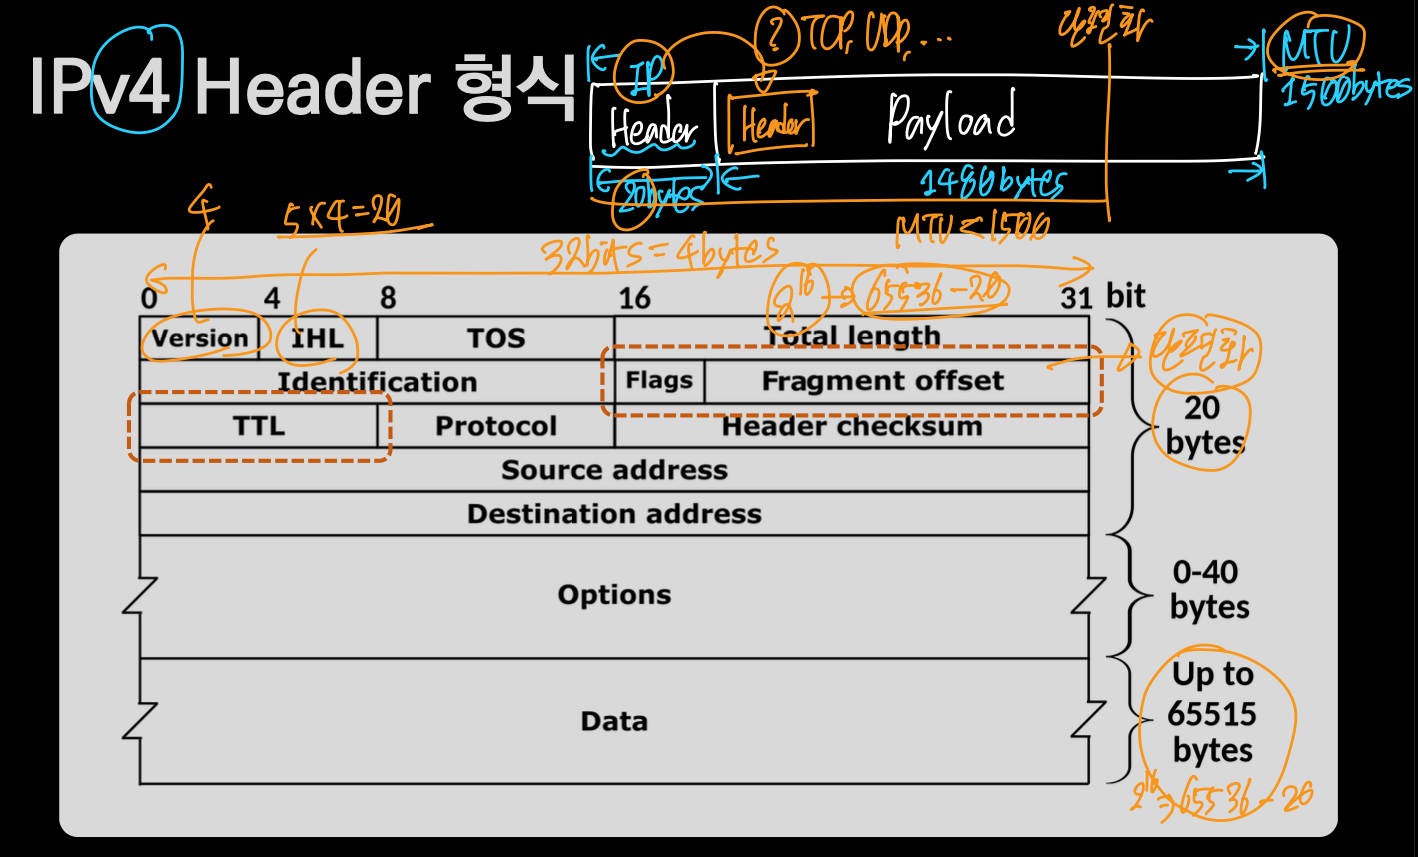 IPv4 Header 형식
? TCP, UDP, ...
단편화
MTU
1500bytes
IP
Header
Header
Payload
20bytes
1480bytes
MTU < 1500
4
5×4=20
32bits = 4bytes
2^16 → 65536-20
0 4 8 16 31 bit
Version IHL TOS Total length
단편화
Identification Flags Fragment offset
20
bytes
TTL Protocol Header checksum
Source address
Destination address
Options
0-40
bytes
Data
Up to
65515
bytes
2^16 ⇒ 65536 - 20